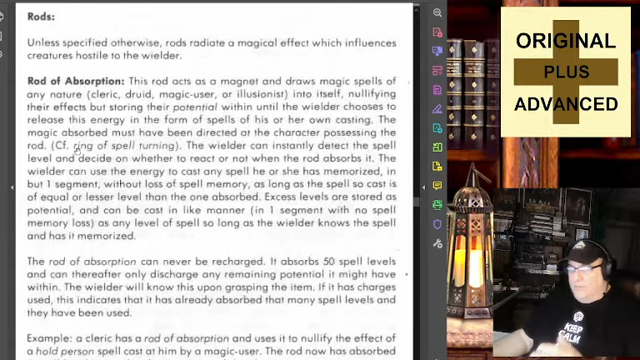 Rods:
Unless specified otherwise, rods radiate a magical effect which influences
creatures hostile to the wielder.
Rod of Absorption: This rod acts as a magnet and draws magic spells of
any nature (cleric, druid, magic-user, or illusionist) into itself, nullifying
their effects but storing their potential within until the wielder chooses to
release this energy in the form of spells of his or her own casting. The
magic absorbed must have been directed at the character possessing the
rod. (Cf. ring of spell turning). The wielder can instantly detect the spell
level and decide on whether to react or not when the rod absorbs it. The
wielder can use the energy to cast any spell he or she has memorized, in
but 1 segment, without loss of spell memory, as long as the spell so cast is
of equal or lesser level than the one absorbed. Excess levels are stored as
potential, and can be cast in like manner (in 1 segment with no spell
memory loss) as any level of spell so long as the wielder knows the spell
and has it memorized.
The rod of absorption can never be recharged. It absorbs 50 spell levels
and can thereafter only discharge any remaining potential it might have
within. The wielder will know this upon grasping the item. If it has charges
used, this indicates that it has already absorbed that many spell levels and
they have been used.
Example: a cleric has a rod of absorption and uses it to nullify the effect of
a hold person spell cast at him by a magic-user. The rod now has absorbed
ORIGINAL
PLUS
ADVANCED
KEEP
CALM